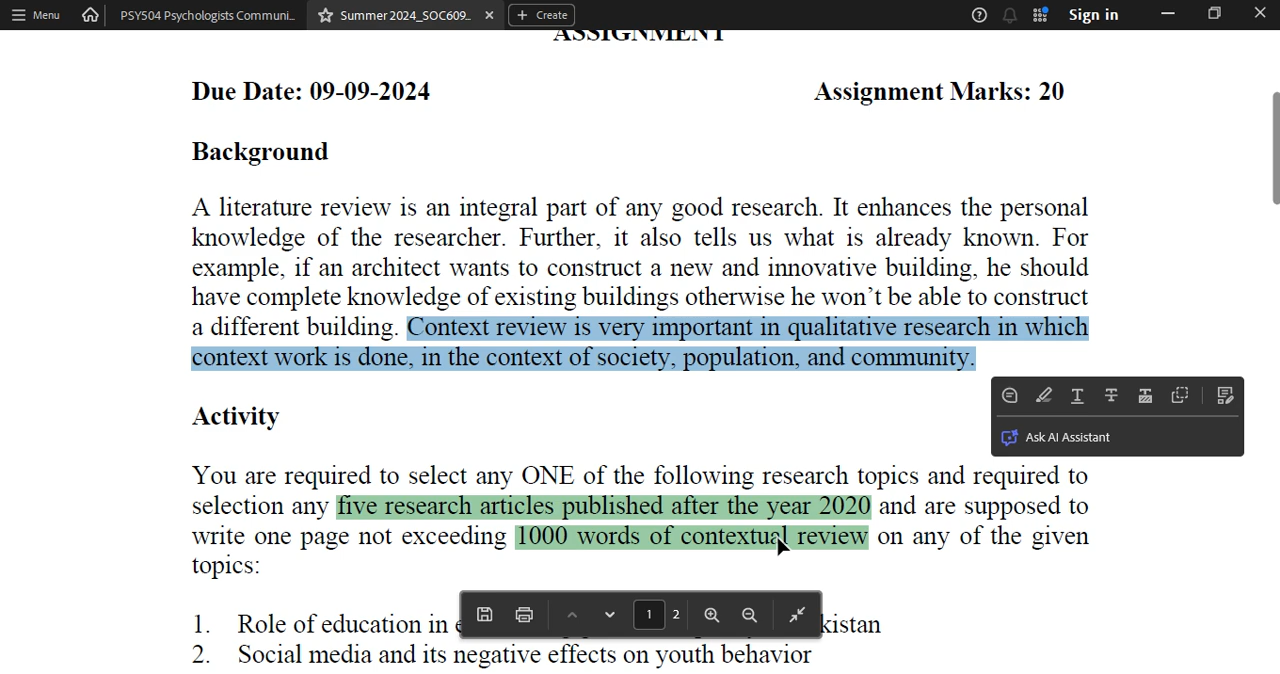 Menu PSY504 Psychologists Communi... Summer 2024_SOC609_ Create Sign in
ASSIGNMENT
Due Date: 09-09-2024 Assignment Marks: 20
Background
A literature review is an integral part of any good research. It enhances the personal
knowledge of the researcher. Further, it also tells us what is already known. For
example, if an architect wants to construct a new and innovative building, he should
have complete knowledge of existing buildings otherwise he won't be able to construct
a different building. Context review is very important in qualitative research in which
context work is done, in the context of society, population, and community.
Ask AI Assistant
Activity
You are required to select any ONE of the following research topics and required to
selection any five research articles published after the year 2020 and are supposed to
write one page not exceeding 1000 words of contextual review on any of the given
topics:
1. Role of education in kistan
1 2
2. Social media and its negative effects on youth behavior